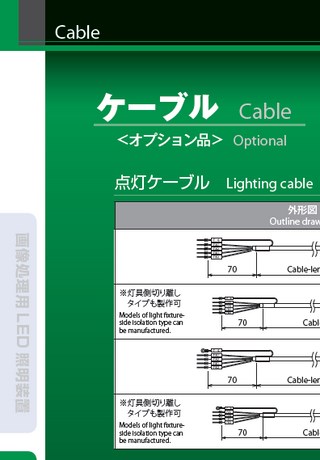 Cable
ケーブル Cable
＜オプション品＞ Optional
点灯ケーブル Lighting cable
外形図
Outline draw
70 Cable-len
※灯具側切り離し
タイプも製作可
Models of light fixture-
side isolation type can
be manufactured.
70 Cabl
70 Cable-len
※灯具側切り離し
タイプも製作可
Models of light fixture-
side isolation type can
be manufactured.
70 Cabl
画像処理用LED照明装置